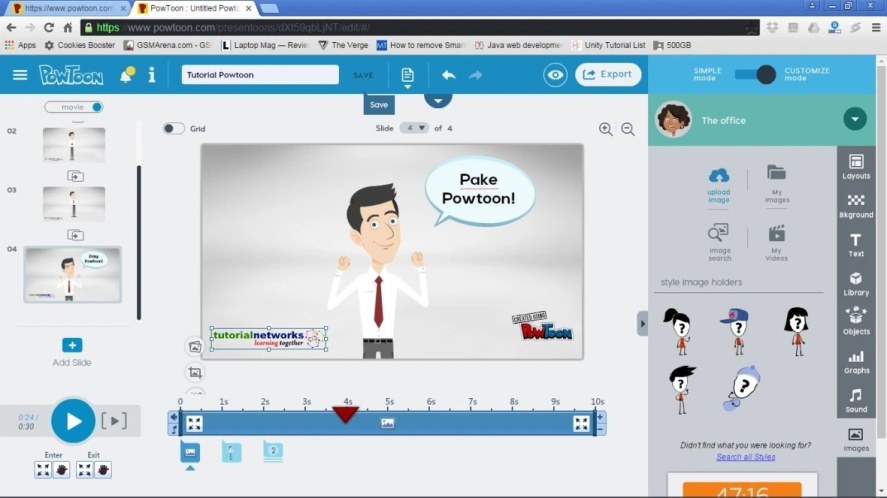 https://www.powtoon.com
PowToon : Untitled Powto
https://www.powtoon.com/presentoons/dXt59qbLjNT/edit/#/
Apps
Cookies Booster
GSMArena.com - GS
Laptop Mag — Review
The Verge
How to remove Smar
Java web developme
Unity Tutorial List
500GB
POWTOON
Tutorial Powtoon
SAVE
Export
SIMPLE mode
CUSTOMIZE mode
Save
movie
Grid
Slide 4 of 4
The office
02
03
04
Pake
Powtoon!
Pake
Powtoon!
tutorialnetworks
learning together
CREATED USING
POWTOON
Add Slide
upload image
My Images
Image search
My Videos
style image holders
Layouts
Bkground
Text
Library
Objects
Graphs
Sound
Images
0 1s 2s 3s 4s 5s 6s 7s 8s 9s 10s
0:24 /
0:30
Enter Exit
2
Didn't find what you were looking for?
Search all Styles
47:16